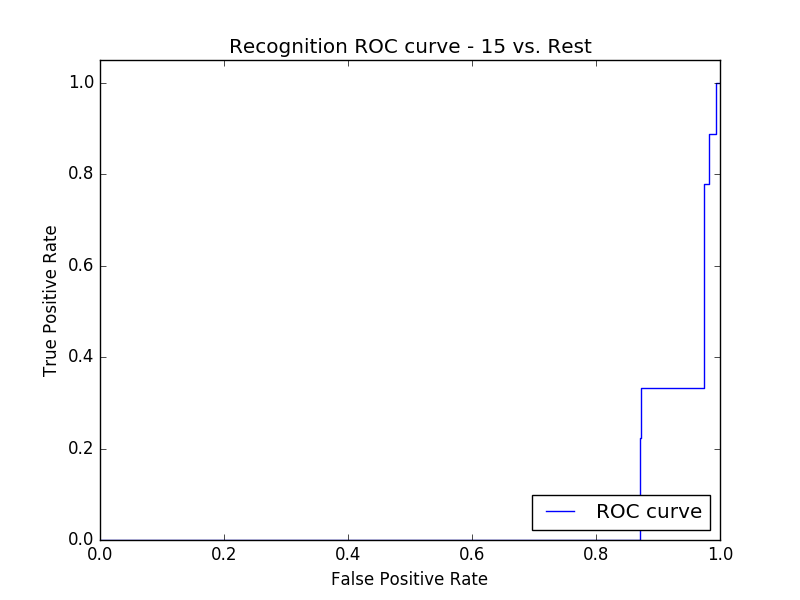 Recognition ROC curve - 15 vs. Rest
True Positive Rate
1.0
0.8
0.6
0.4
0.2
0.0
ROC curve
0.0 0.2 0.4 0.6 0.8 1.0
False Positive Rate